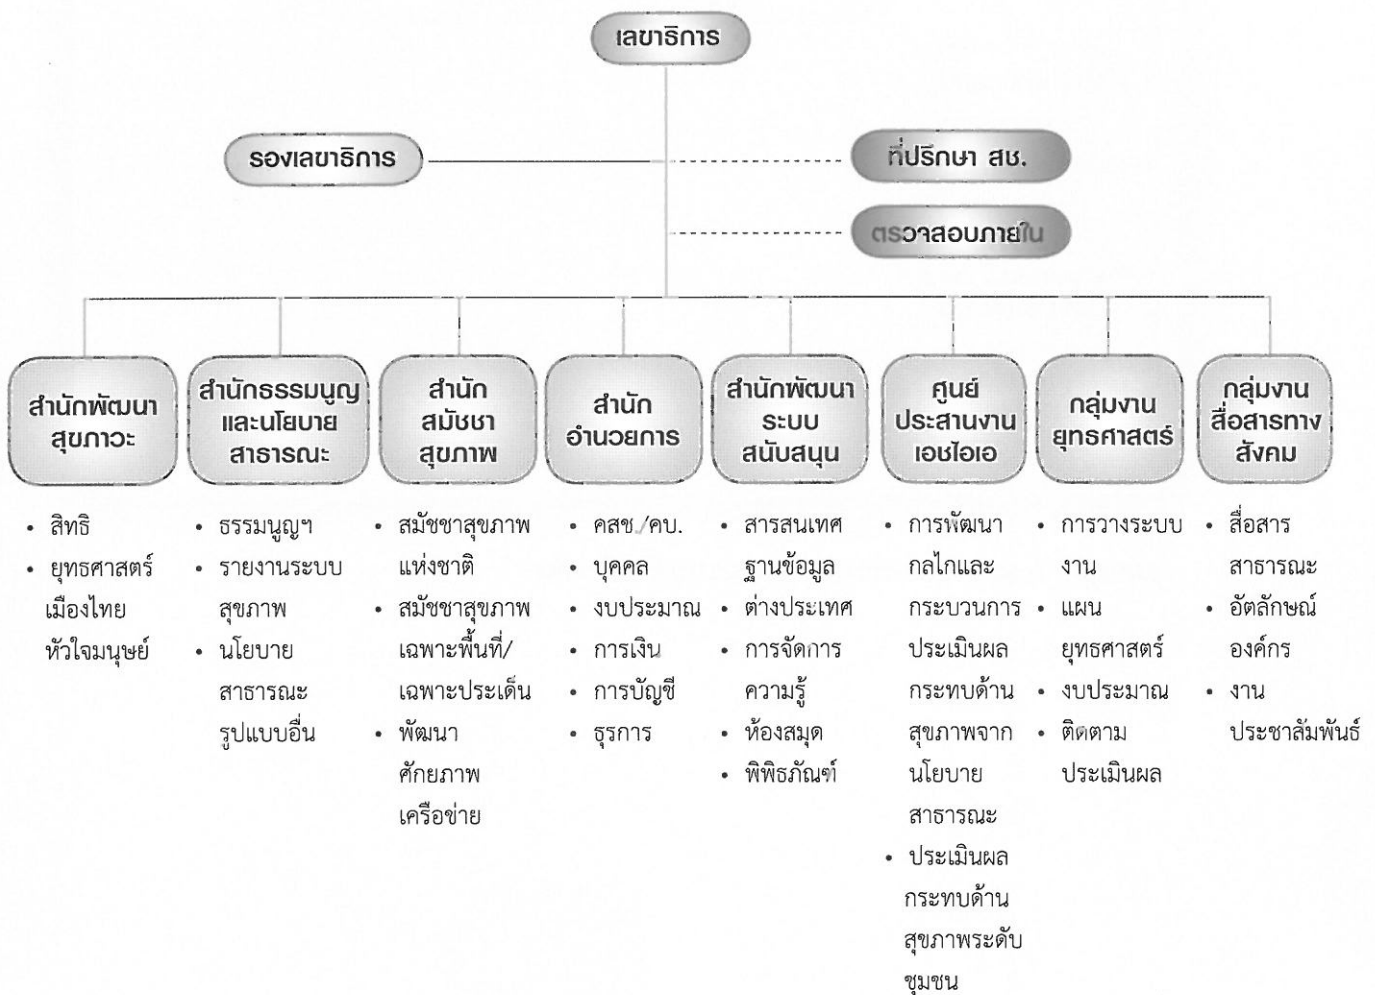 เลขาธิการ
รองเลขาธิการ
ที่ปรึกษา สช.
ตรวจสอบภายใน
สำนักพัฒนา
สุขภาวะ
• สิทธิ
• ยุทธศาสตร์
เมืองไทย
หัวใจมนุษย์
สำนักธรรมนูญ
และนโยบาย
สาธารณะ
• ธรรมนูญฯ
• รายงานระบบ
สุขภาพ
• นโยบาย
สาธารณะ
รูปแบบอื่น
สำนัก
สมัชชา
สุขภาพ
• สมัชชาสุขภาพ
แห่งชาติ
• สมัชชาสุขภาพ
เฉพาะพื้นที่/
เฉพาะประเด็น
• พัฒนา
ศักยภาพ
เครือข่าย
สำนัก
อำนวยการ
• คสช./คบ.
• บุคคล
• งบประมาณ
• การเงิน
• การบัญชี
• ธุรการ
สำนักพัฒนา
ระบบ
สนับสนุน
• สารสนเทศ
ฐานข้อมูล
• ต่างประเทศ
• การจัดการ
ความรู้
• ห้องสมุด
• พิพิธภัณฑ์
ศูนย์
ประสานงาน
เอชไอเอ
• การพัฒนา
กลไกและ
กระบวนการ
ประเมินผล
กระทบด้าน
สุขภาพจาก
นโยบาย
สาธารณะ
• ประเมินผล
กระทบด้าน
สุขภาพระดับ
ชุมชน
กลุ่มงาน
ยุทธศาสตร์
• การวางระบบ
งาน
• แผน
ยุทธศาสตร์
• งบประมาณ
• ติดตาม
ประเมินผล
กลุ่มงาน
สื่อสารทาง
สังคม
• สื่อสาร
สาธารณะ
• อัตลักษณ์
องค์กร
• งาน
ประชาสัมพันธ์